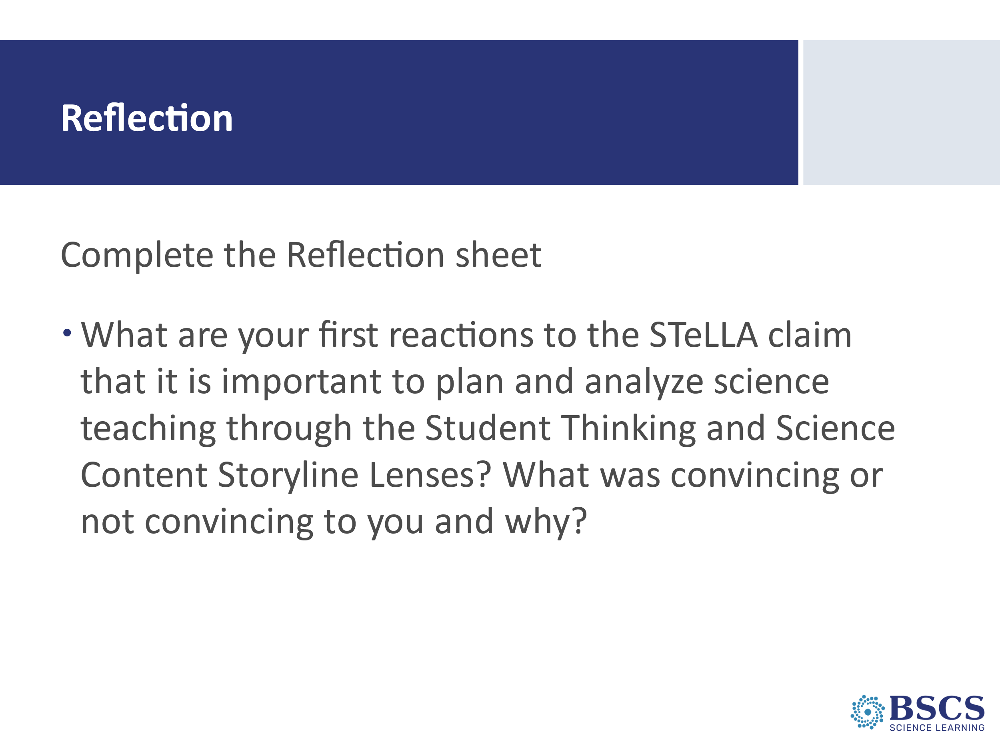 Reflection
Complete the Reflection sheet
• What are your first reactions to the STeLLA claim
that it is important to plan and analyze science
teaching through the Student Thinking and Science
Content Storyline Lenses? What was convincing or
not convincing to you and why?
BSCS
SCIENCE LEARNING